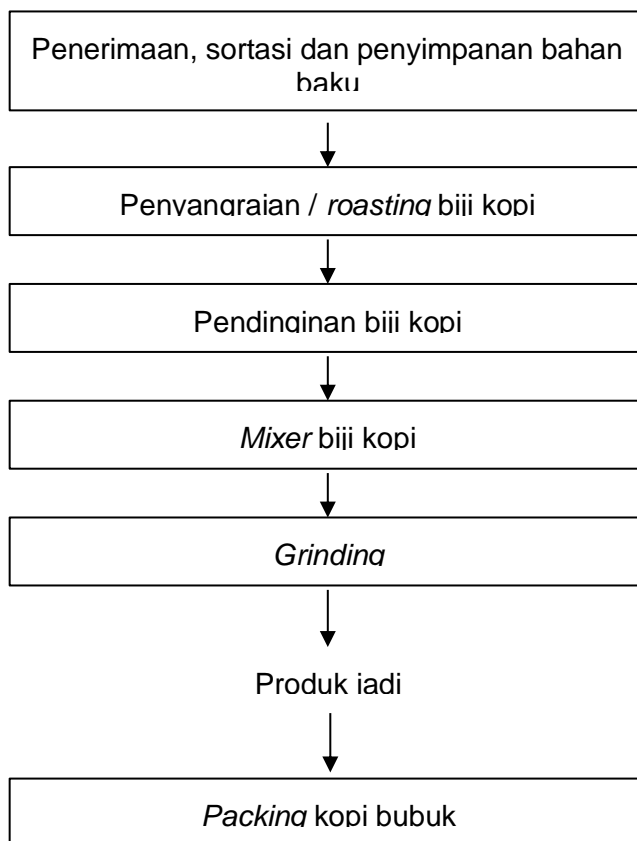 Penerimaan, sortasi dan penyimpanan bahan
baku
Penyangraian / roasting biji kopi
Pendinginan biji kopi
Mixer biji kopi
Grinding
Produk jadi
Packing kopi bubuk